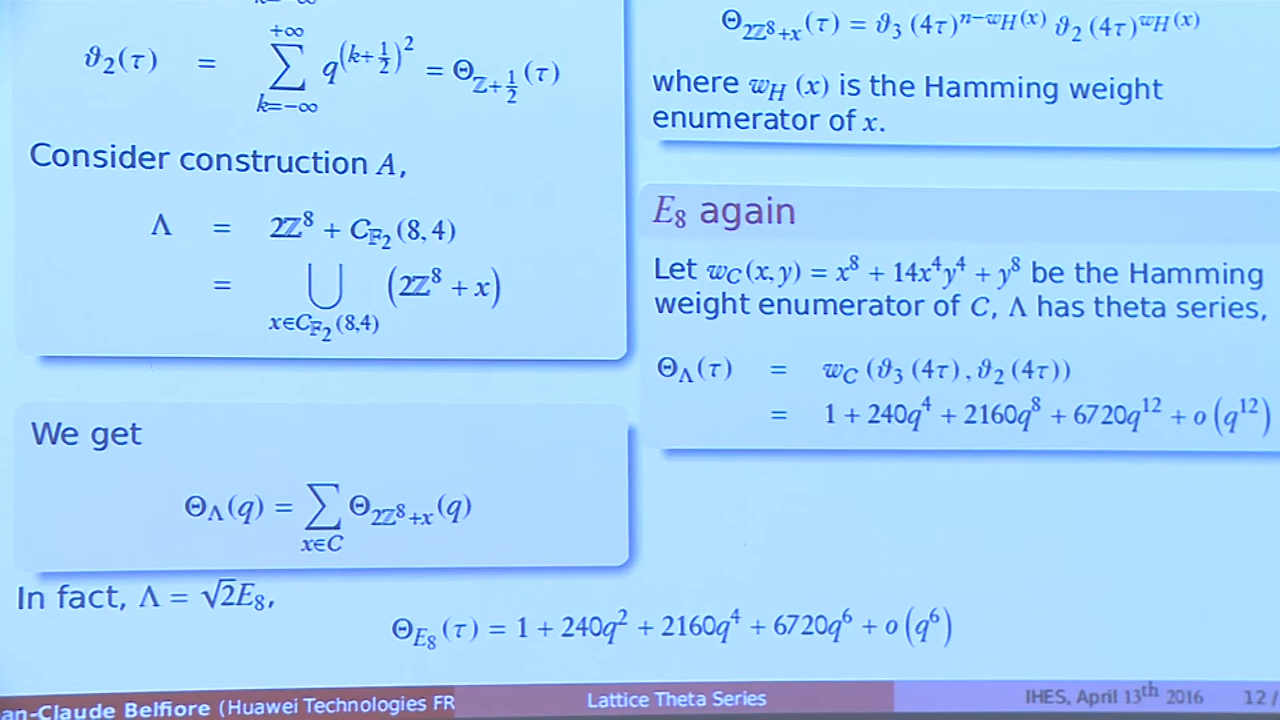 ϑ₂(τ) = ∑_{k=−∞}^{+∞} q^{(k+½)²} = Θ_{ℤ+½}(τ)
Consider construction A,
Λ = 2ℤ⁸ + C_{𝔽₂}(8,4)
= ⋃_{x∈C_{𝔽₂}(8,4)} (2ℤ⁸ + x)
We get
Θ_Λ(q) = ∑_{x∈C} Θ_{2ℤ⁸+x}(q)
Θ_{2ℤ⁸+x}(τ) = ϑ₃(4τ)^{n−w_H(x)} ϑ₂(4τ)^{w_H(x)}
where w_H(x) is the Hamming weight
enumerator of x.
E₈ again
Let w_C(x,y) = x⁸ + 14x⁴y⁴ + y⁸ be the Hamming
weight enumerator of C, Λ has theta series,
Θ_Λ(τ) = w_C(ϑ₃(4τ), ϑ₂(4τ))
= 1 + 240q⁴ + 2160q⁸ + 6720q¹² + o(q¹²)
In fact, Λ = √2E₈,
Θ_{E₈}(τ) = 1 + 240q² + 2160q⁴ + 6720q⁶ + o(q⁶)
an-Claude Belfiore (Huawei Technologies FR
Lattice Theta Series
IHES, April 13th 2016
12 /